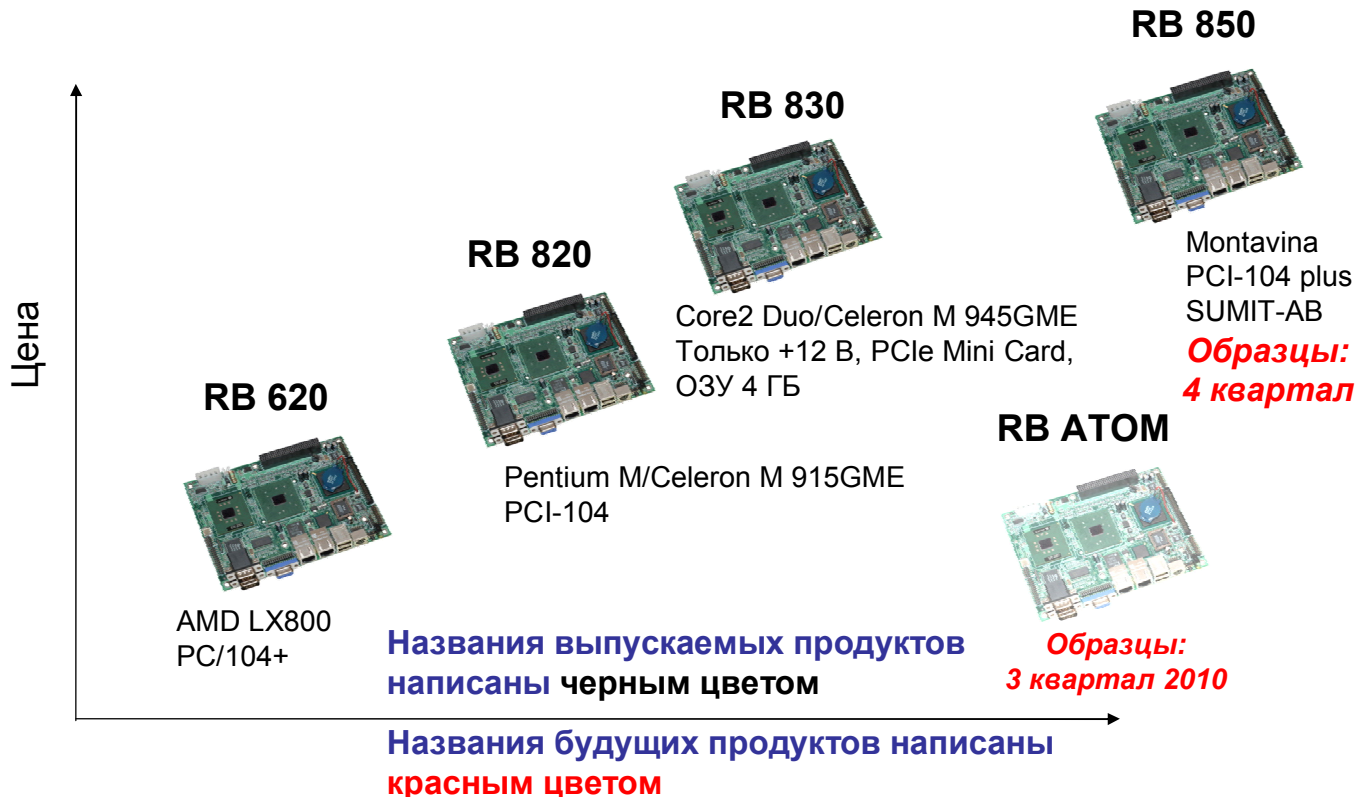 RB 850
RB 830
Montavina
PCI-104 plus
SUMIT-AB
Образцы:
4 квартал
RB 820
Core2 Duo/Celeron M 945GME
Только +12 В, PCIe Mini Card,
ОЗУ 4 ГБ
Цена
RB 620
RB ATOM
Pentium M/Celeron M 915GME
PCI-104
AMD LX800
PC/104+
Образцы:
3 квартал 2010
Названия выпускаемых продуктов
написаны черным цветом
Названия будущих продуктов написаны
красным цветом